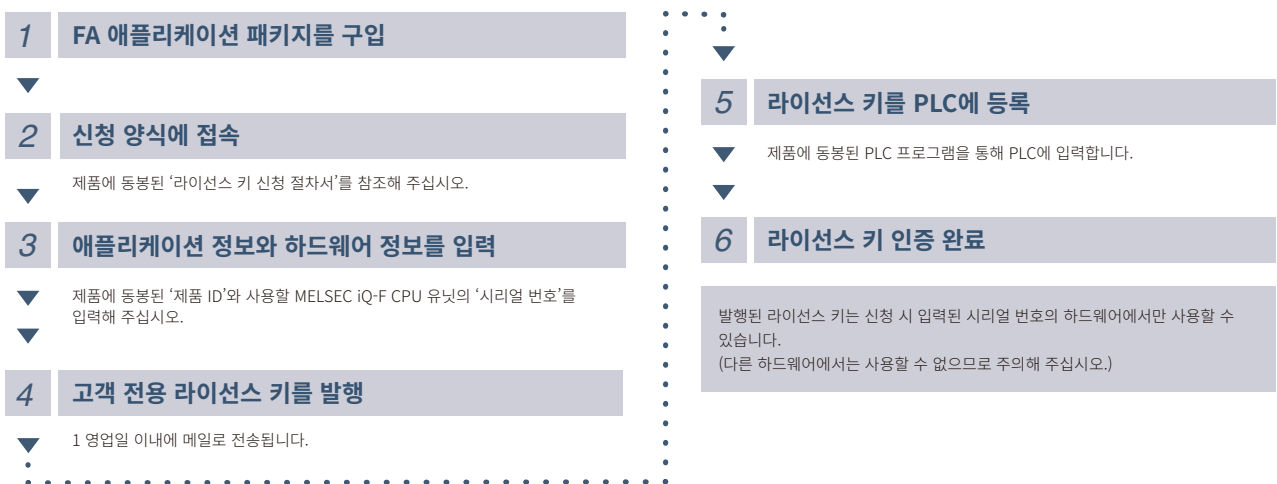 1 FA 애플리케이션 패키지를 구입
2 신청 양식에 접속
제품에 동봉된 ‘라이선스 키 신청 절차서’를 참조해 주십시오.
3 애플리케이션 정보와 하드웨어 정보를 입력
제품에 동봉된 ‘제품 ID’와 사용할 MELSEC iQ-F CPU 유닛의 ‘시리얼 번호’를
입력해 주십시오.
4 고객 전용 라이선스 키를 발행
1 영업일 이내에 메일로 전송됩니다.
5 라이선스 키를 PLC에 등록
제품에 동봉된 PLC 프로그램을 통해 PLC에 입력합니다.
6 라이선스 키 인증 완료
발행된 라이선스 키는 신청 시 입력된 시리얼 번호의 하드웨어에서만 사용할 수
있습니다.
(다른 하드웨어에서는 사용할 수 없으므로 주의해 주십시오.)